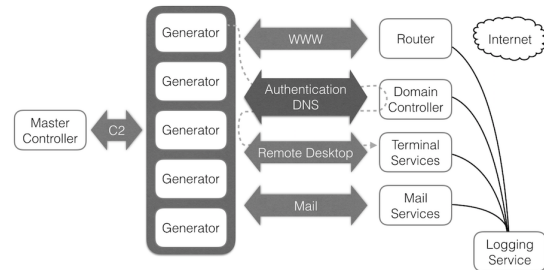 Generator
WWW
Router
Internet
Generator
Authentication
DNS
Domain
Controller
Master
Controller
C2
Generator
Remote Desktop
Terminal
Services
Generator
Mail
Mail
Services
Generator
Logging
Service